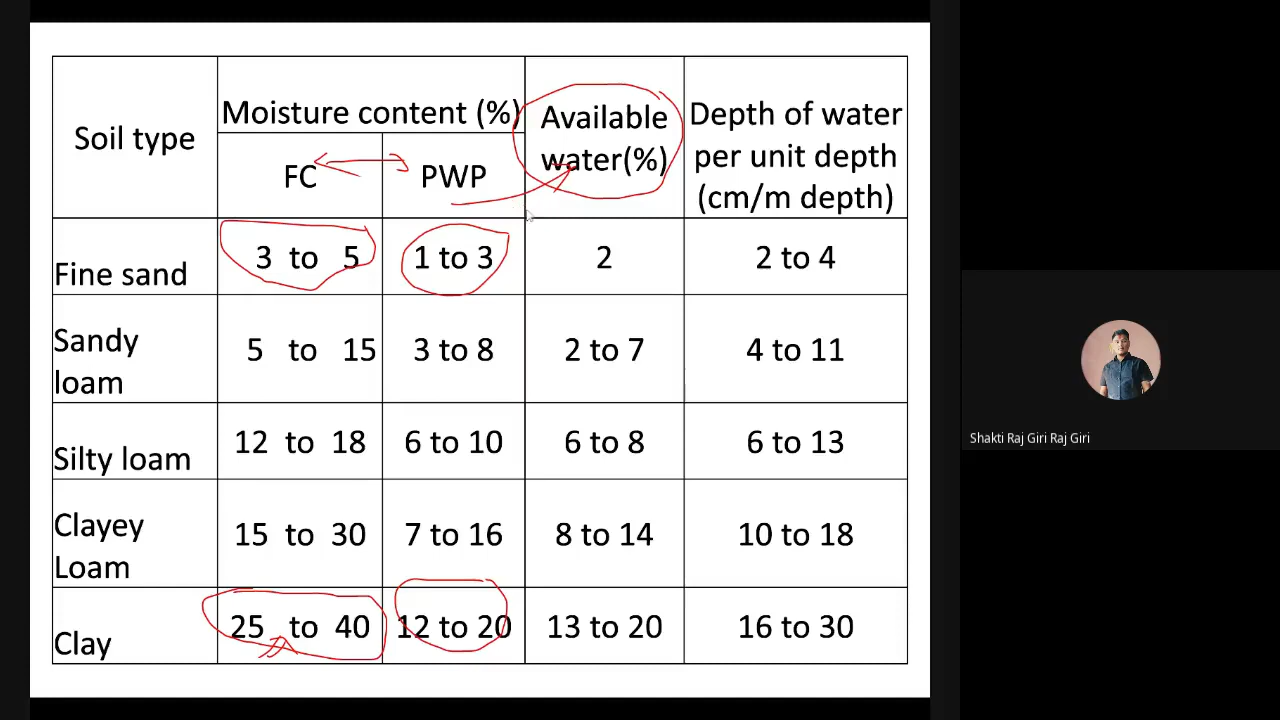 Soil type
Moisture content (%)
Available
water(%)
Depth of water
per unit depth
(cm/m depth)
FC
PWP
Fine sand
3 to 5
1 to 3
2
2 to 4
Sandy
loam
5 to 15
3 to 8
2 to 7
4 to 11
Silty loam
12 to 18
6 to 10
6 to 8
6 to 13
Clayey
Loam
15 to 30
7 to 16
8 to 14
10 to 18
Clay
25 to 40
12 to 20
13 to 20
16 to 30
Shakti Raj Giri Raj Giri